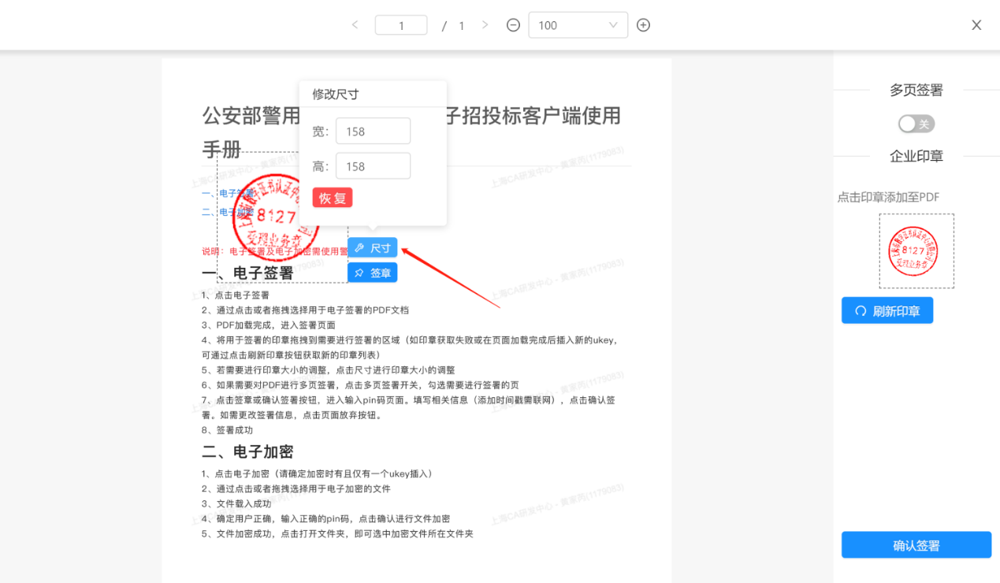 1 / 1 100
修改尺寸
公安部警用
子招投标客户端使用
手册
宽: 158
高: 158
恢 复
一、电子签署
二、电子加密
8127
受理业务章
说明：电子签署及电子加密需使用警
尺寸
签章
一、电子签署
1、点击电子签署
2、通过点击或者拖拽选择用于电子签署的PDF文档
3、PDF加载完成，进入签署页面
4、将用于签署的印章拖拽到需要进行签署的区域（如印章获取失败或在页面加载完成后插入新的ukey，
可通过点击刷新印章按钮获取新的印章列表）
5、若需要进行印章大小的调整，点击尺寸进行印章大小的调整
6、如果需要对PDF进行多页签署，点击多页签署开关，勾选需要进行签署的页
7、点击签章或确认签署按钮，进入输入pin码页面。填写相关信息（添加时间戳需联网），点击确认签
署。如需更改签署信息，点击页面放弃按钮。
8、签署成功
二、电子加密
1、点击电子加密（请确定加密时有且仅有一个ukey插入）
2、通过点击或者拖拽选择用于电子加密的文件
3、文件载入成功
4、确定用户正确，输入正确的pin码，点击确认进行文件加密
5、文件加密成功，点击打开文件夹，即可选中加密文件所在文件夹
多页签署
关
企业印章
点击印章添加至PDF
8127
受理业务章
刷新印章
确认签署